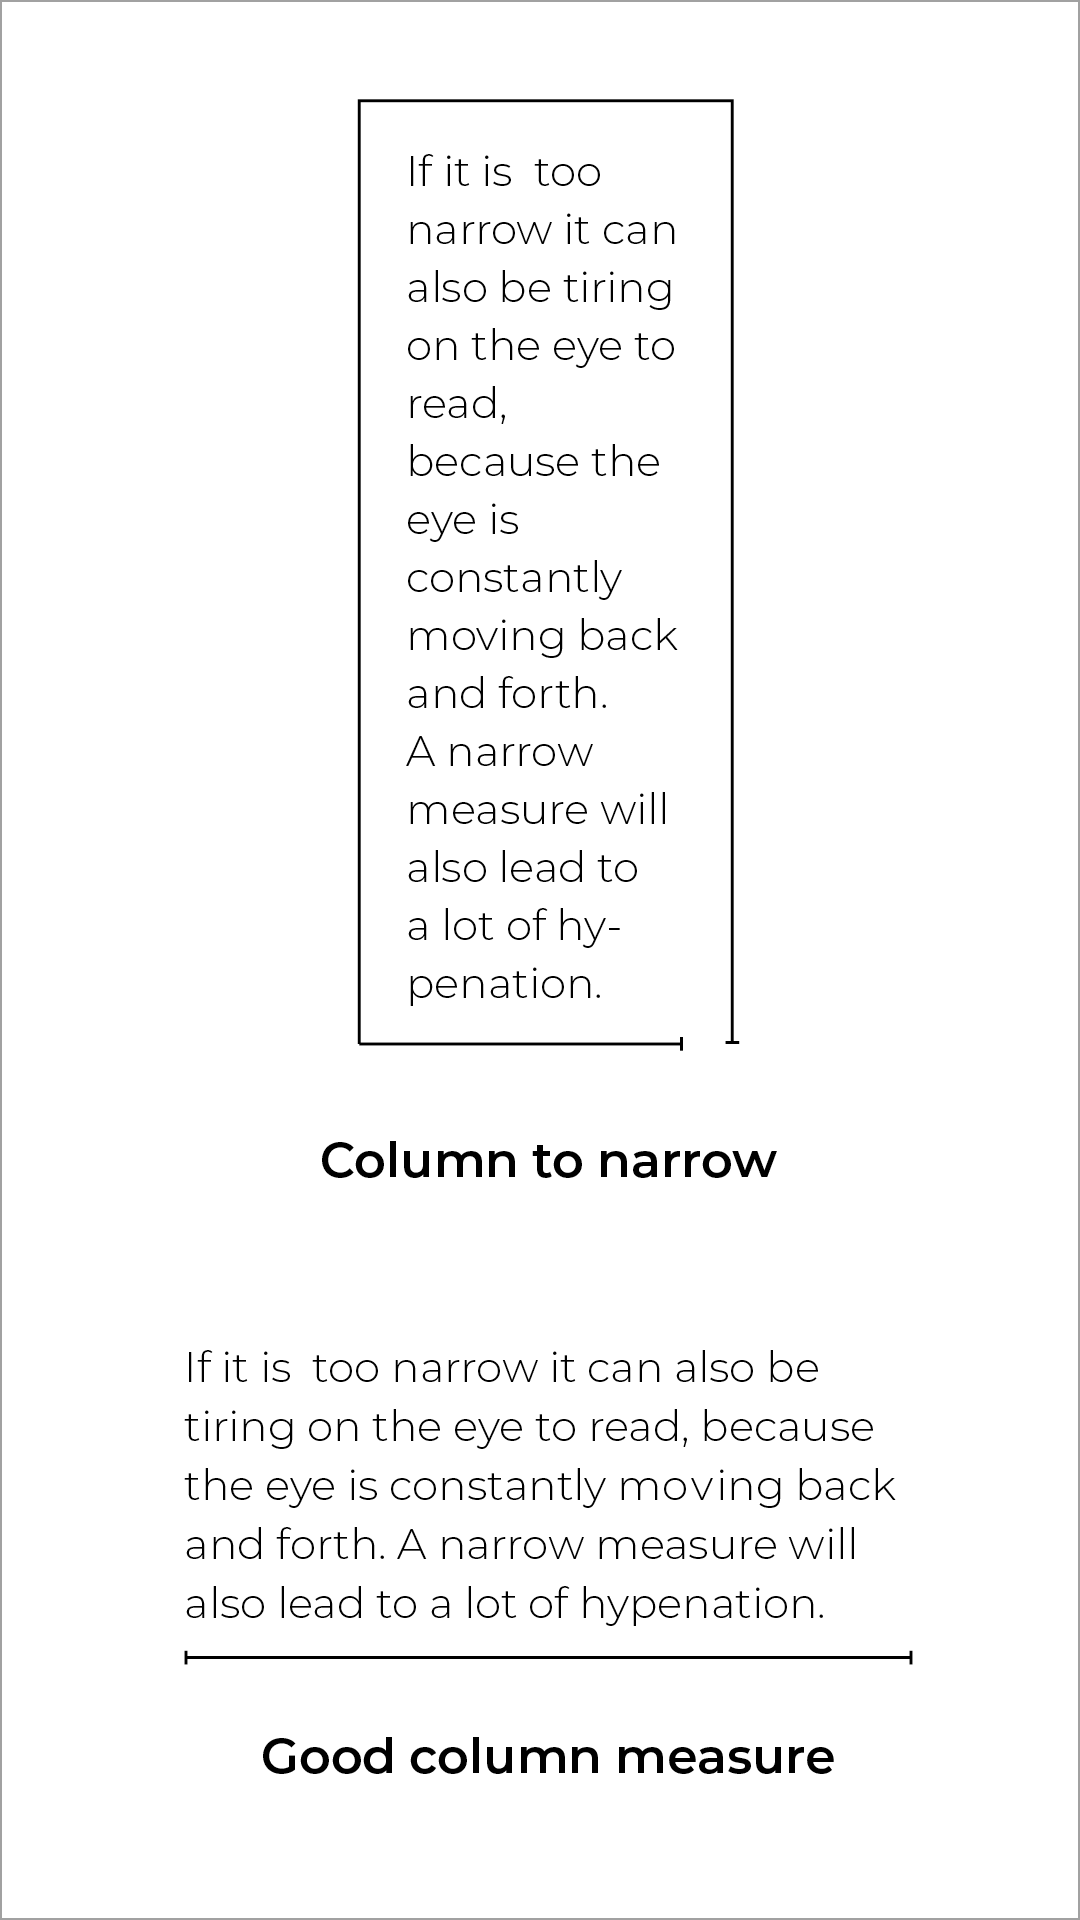 If it is  too
narrow it can
also be tiring
on the eye to
read,
because the
eye is
constantly
moving back
and forth.
A narrow
measure will
also lead to
a lot of hy-
penation.
Column to narrow
If it is  too narrow it can also be
tiring on the eye to read, because
the eye is constantly moving back
and forth. A narrow measure will
also lead to a lot of hypenation.
Good column measure